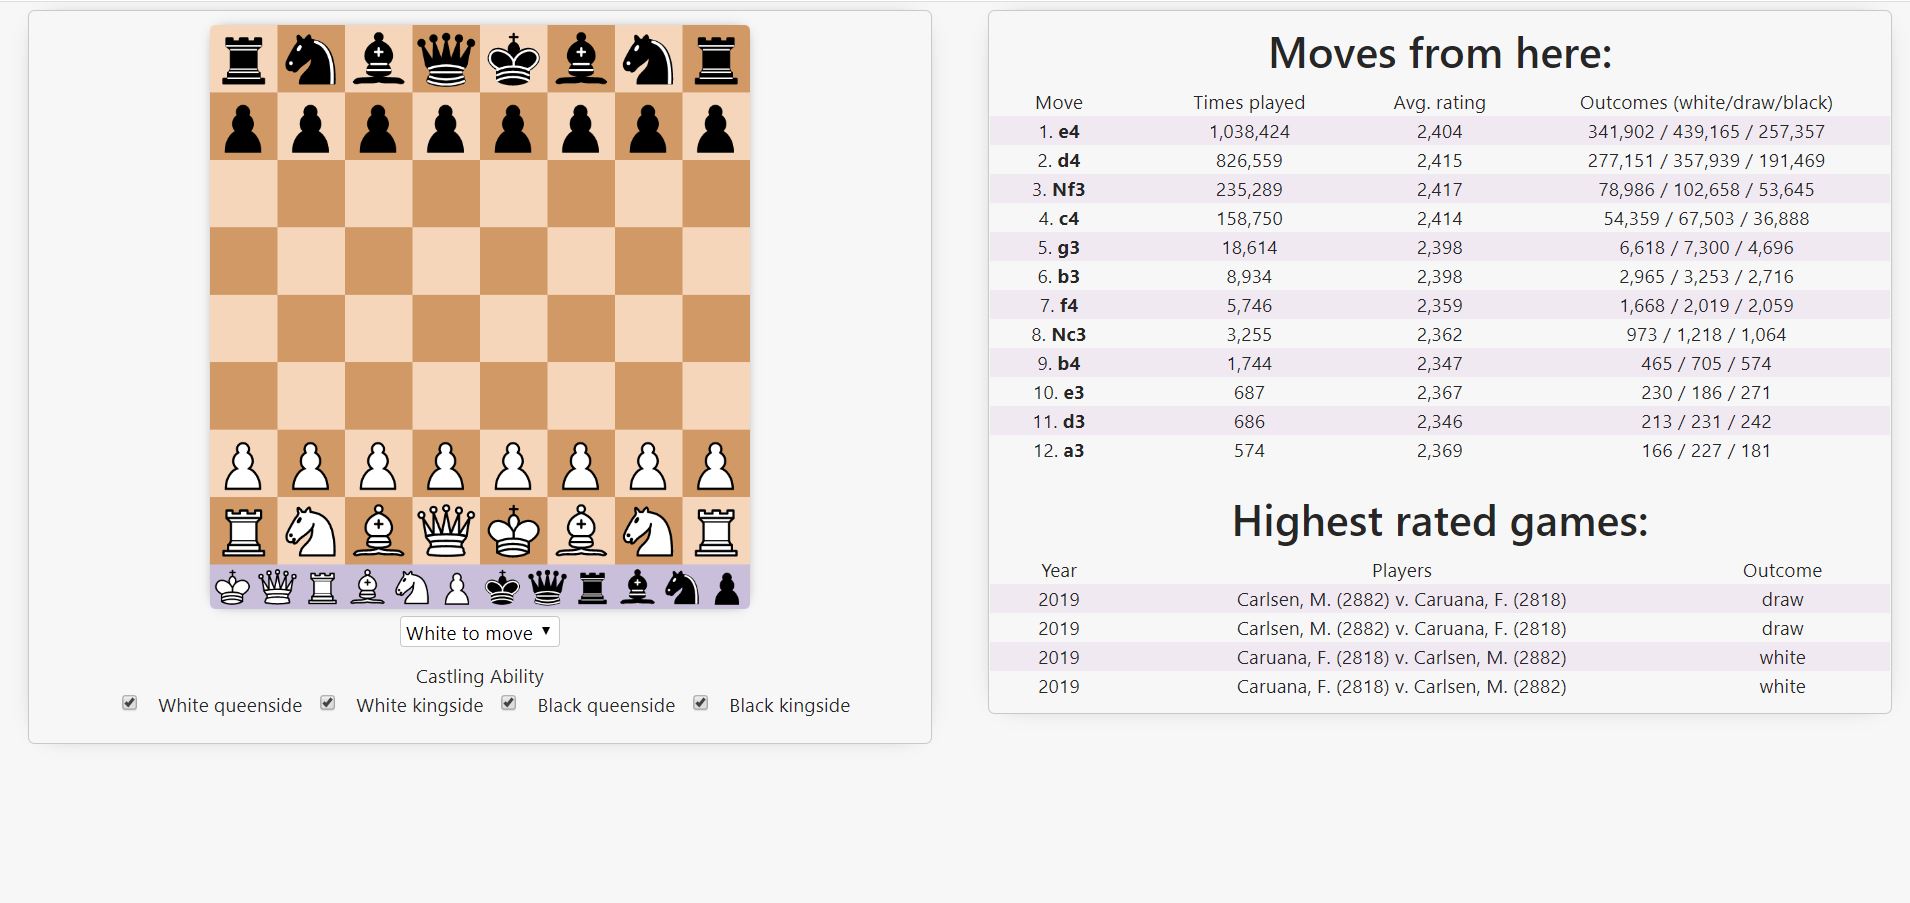 White to move
Castling Ability
White queenside White kingside Black queenside Black kingside
Moves from here:
Move Times played Avg. rating Outcomes (white/draw/black)
1. e4 1,038,424 2,404 341,902 / 439,165 / 257,357
2. d4 826,559 2,415 277,151 / 357,939 / 191,469
3. Nf3 235,289 2,417 78,986 / 102,658 / 53,645
4. c4 158,750 2,414 54,359 / 67,503 / 36,888
5. g3 18,614 2,398 6,618 / 7,300 / 4,696
6. b3 8,934 2,398 2,965 / 3,253 / 2,716
7. f4 5,746 2,359 1,668 / 2,019 / 2,059
8. Nc3 3,255 2,362 973 / 1,218 / 1,064
9. b4 1,744 2,347 465 / 705 / 574
10. e3 687 2,367 230 / 186 / 271
11. d3 686 2,346 213 / 231 / 242
12. a3 574 2,369 166 / 227 / 181
Highest rated games:
Year Players Outcome
2019 Carlsen, M. (2882) v. Caruana, F. (2818) draw
2019 Carlsen, M. (2882) v. Caruana, F. (2818) draw
2019 Caruana, F. (2818) v. Carlsen, M. (2882) white
2019 Caruana, F. (2818) v. Carlsen, M. (2882) white